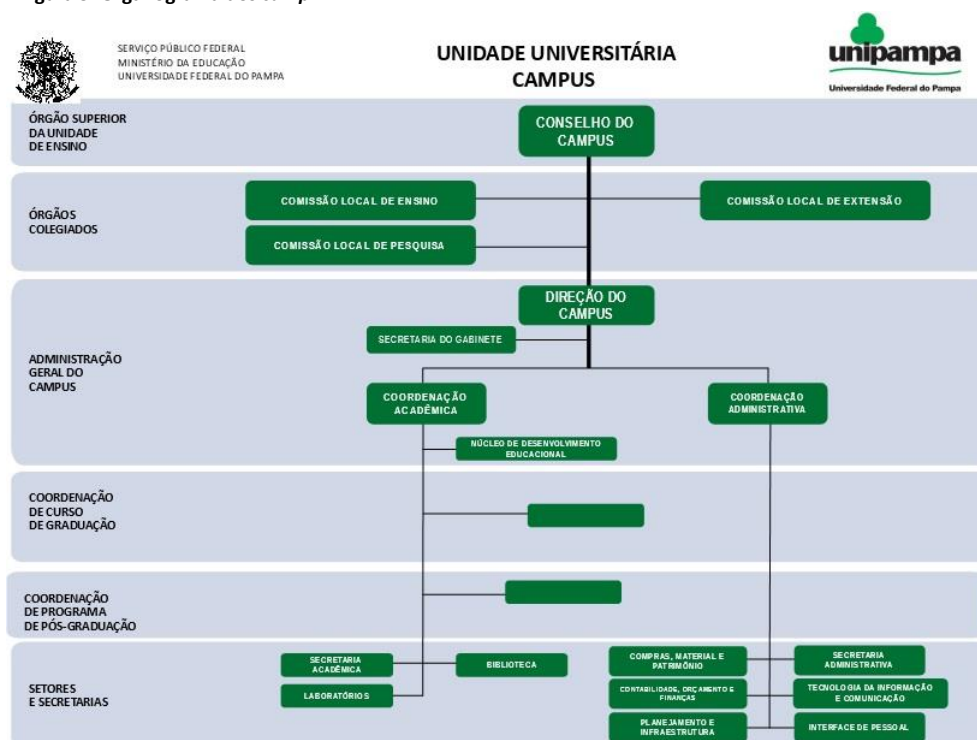 SERVIÇO PÚBLICO FEDERAL
MINISTÉRIO DA EDUCAÇÃO
UNIVERSIDADE FEDERAL DO PAMPA
UNIDADE UNIVERSITÁRIA
CAMPUS
unipampa
Universidade Federal do Pampa
ÓRGÃO SUPERIOR
DA UNIDADE
DE ENSINO
CONSELHO DO
CAMPUS
ÓRGÃOS
COLEGIADOS
COMISSÃO LOCAL DE ENSINO
COMISSÃO LOCAL DE EXTENSÃO
COMISSÃO LOCAL DE PESQUISA
ADMINISTRAÇÃO
GERAL DO
CAMPUS
DIREÇÃO DO
CAMPUS
SECRETARIA DO GABINETE
COORDENAÇÃO
ACADÊMICA
COORDENAÇÃO
ADMINISTRATIVA
NÚCLEO DE DESENVOLVIMENTO
EDUCACIONAL
COORDENAÇÃO
DE CURSO
DE GRADUAÇÃO
COORDENAÇÃO
DE PROGRAMA
DE PÓS-GRADUAÇÃO
SETORES
E SECRETARIAS
SECRETARIA
ACADÊMICA
BIBLIOTECA
LABORATÓRIOS
COMPRAS, MATERIAL E
PATRIMÔNIO
SECRETARIA
ADMINISTRATIVA
CONTABILIDADE, ORÇAMENTO E
FINANÇAS
TECNOLOGIA DA INFORMAÇÃO
E COMUNICAÇÃO
PLANEJAMENTO E
INFRAESTRUTURA
INTERFACE DE PESSOAL